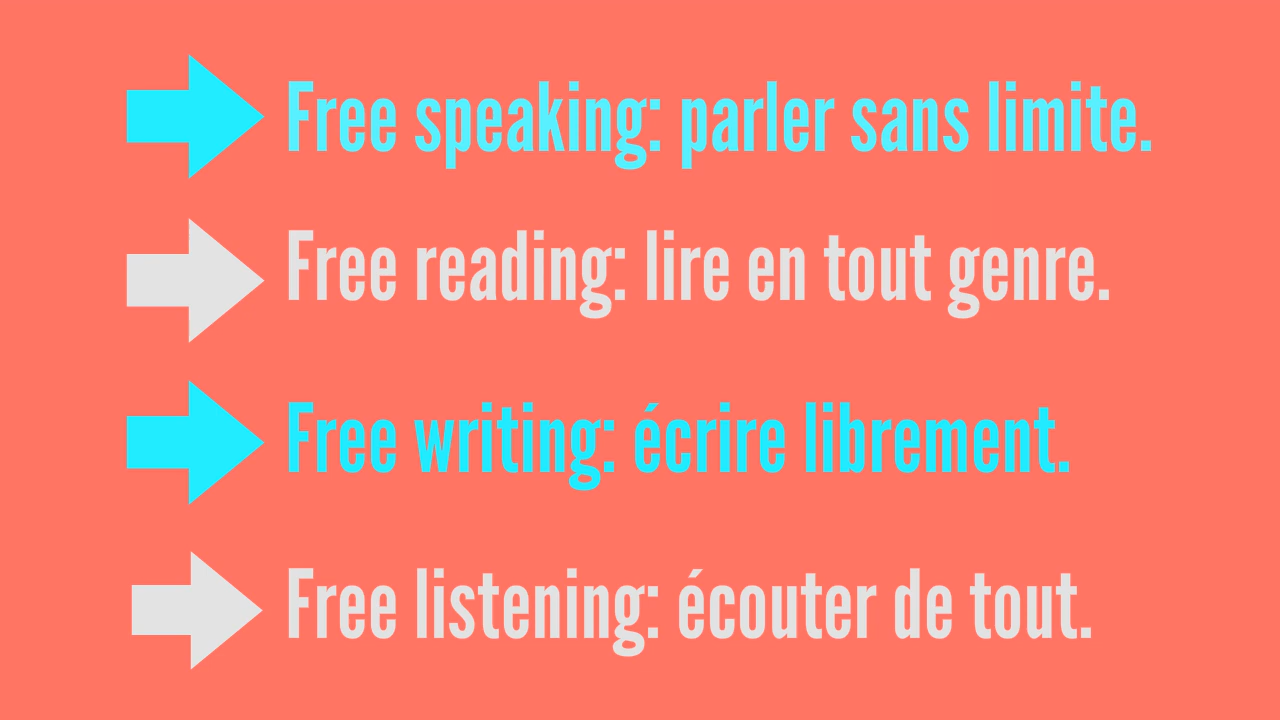 Free speaking: parler sans limite.
Free reading: lire en tout genre.
Free writing: écrire librement.
Free listening: écouter de tout.